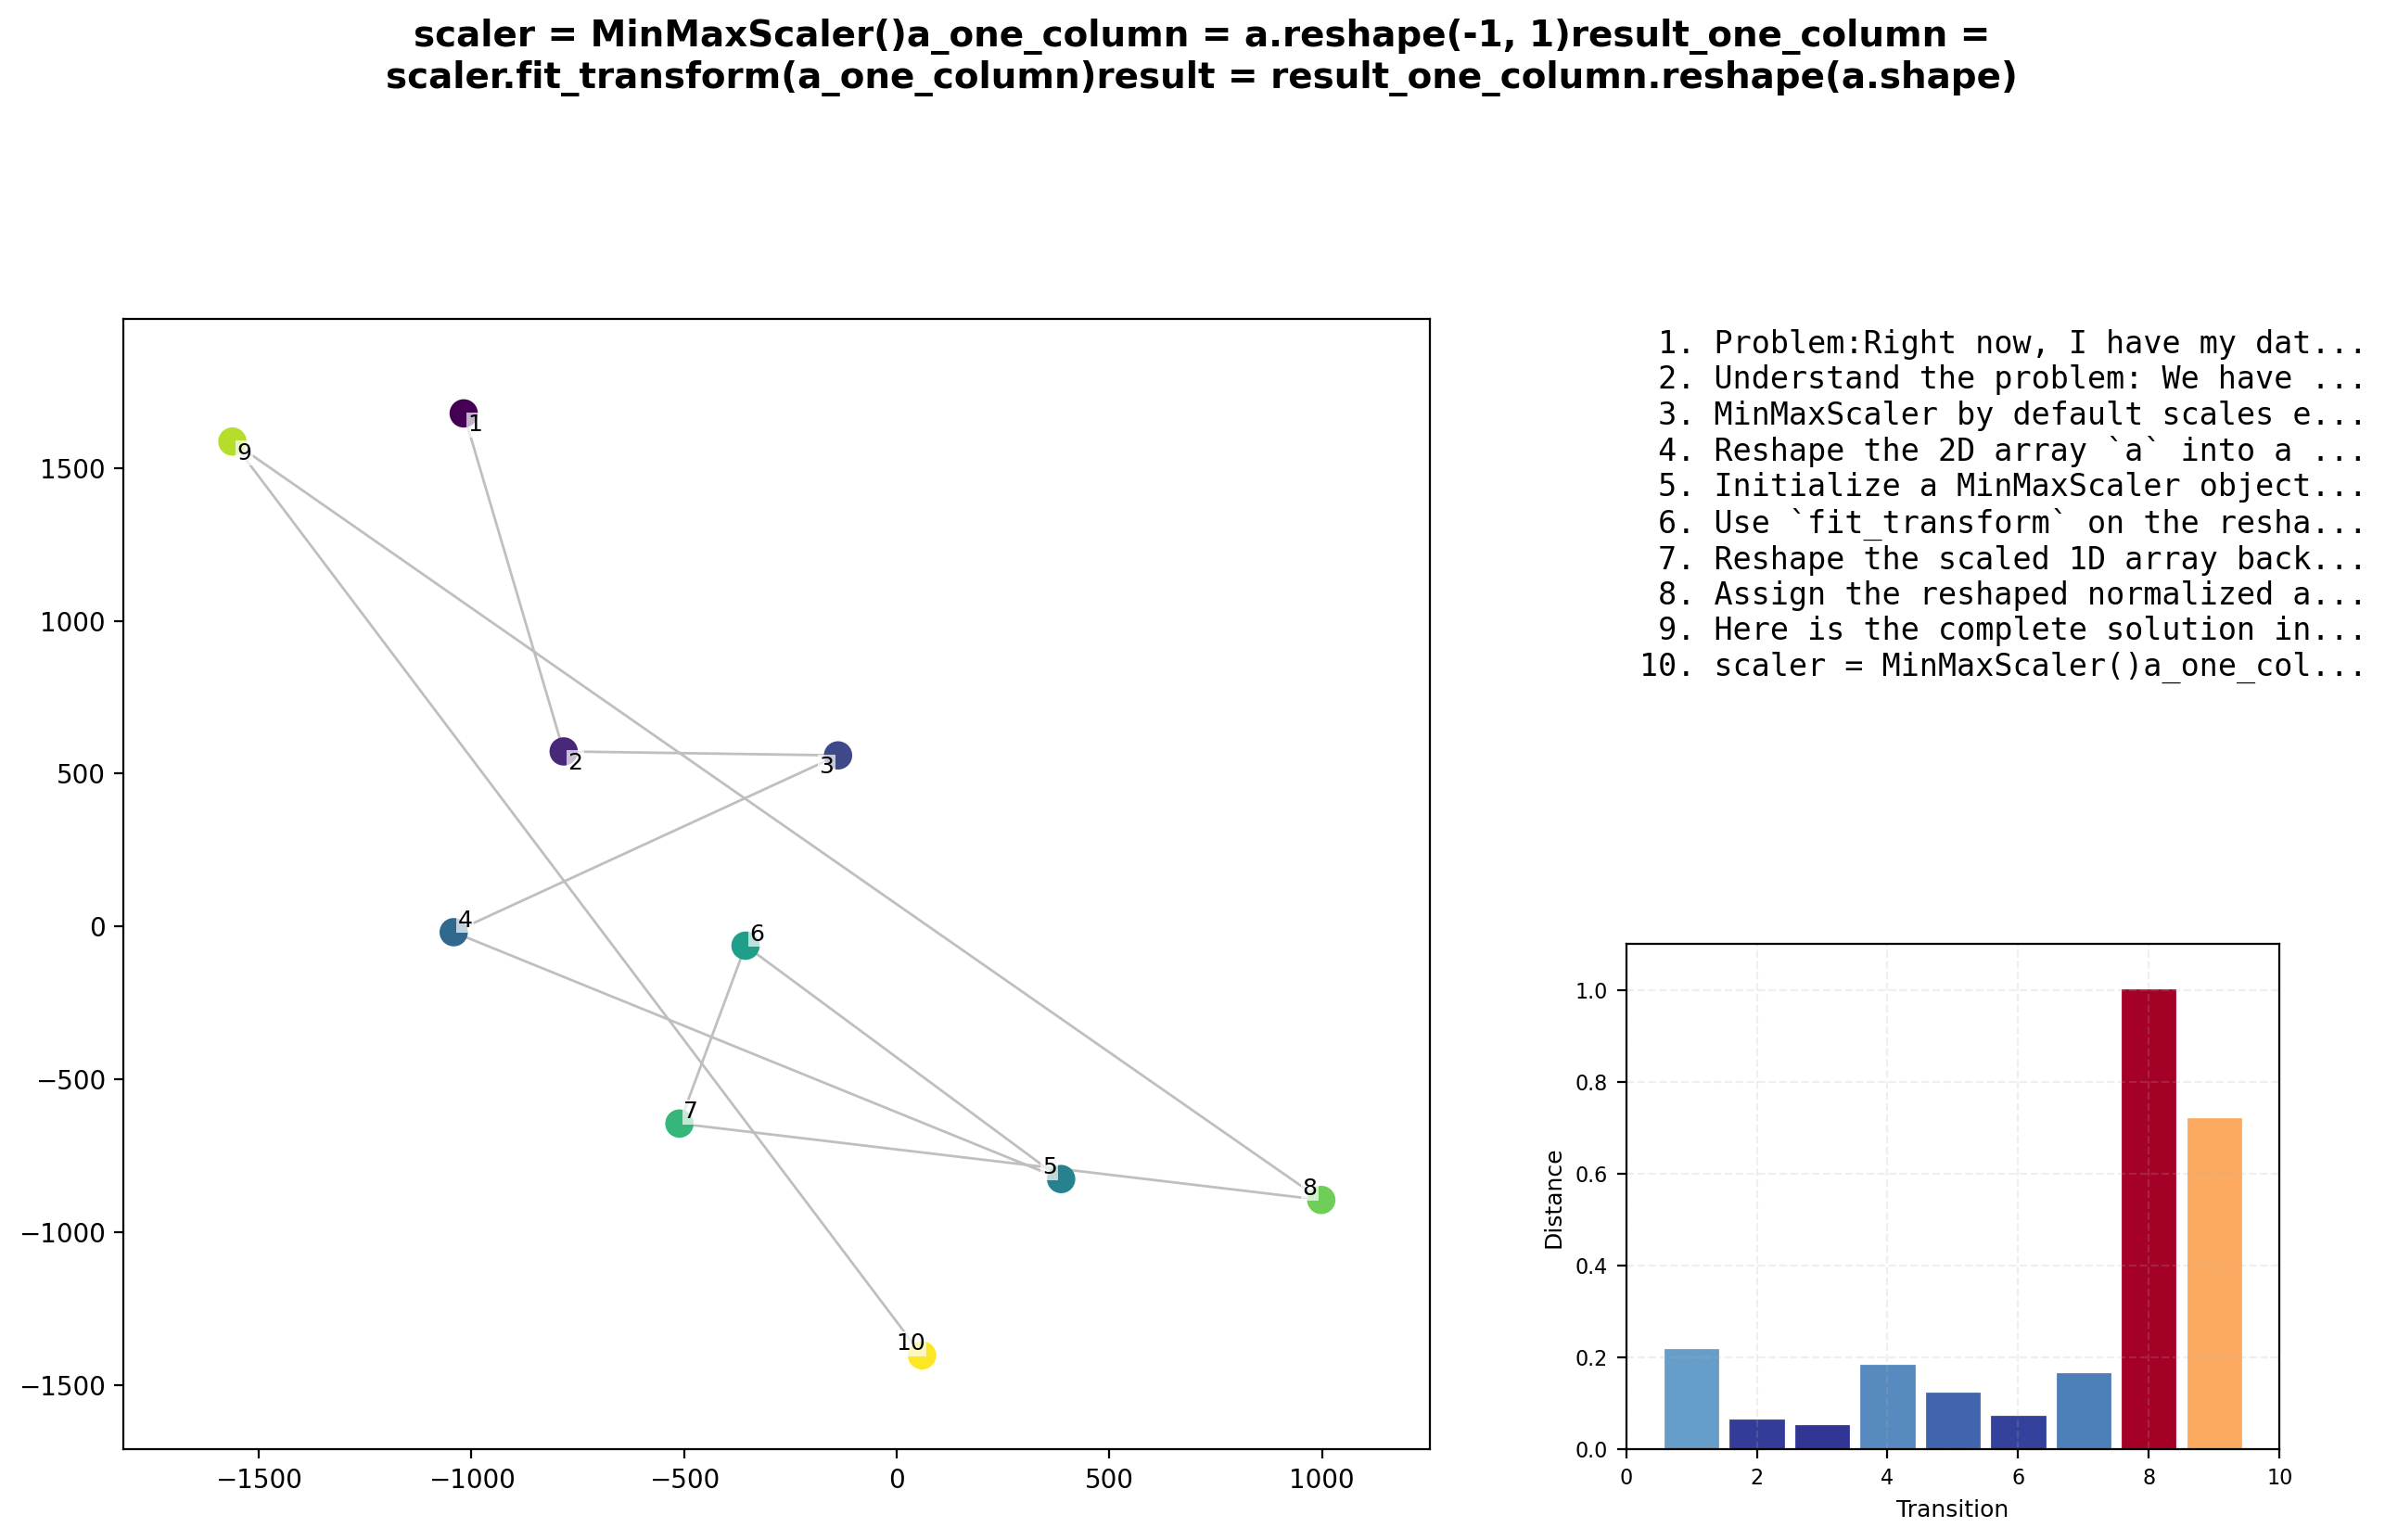 scaler = MinMaxScaler()a_one_column = a.reshape(-1, 1)result_one_column =
scaler.fit_transform(a_one_column)result = result_one_column.reshape(a.shape)
1500
1000
500
0
−500
−1000
−1500
−1500
−1000
−500
0
500
1000
1
2
3
4
5
6
7
8
9
10
1. Problem:Right now, I have my dat...
2. Understand the problem: We have ...
3. MinMaxScaler by default scales e...
4. Reshape the 2D array `a` into a ...
5. Initialize a MinMaxScaler object...
6. Use `fit_transform` on the resha...
7. Reshape the scaled 1D array back...
8. Assign the reshaped normalized a...
9. Here is the complete solution in...
10. scaler = MinMaxScaler()a_one_col...
Distance
1.0
0.8
0.6
0.4
0.2
0.0
0
2
4
6
8
10
Transition